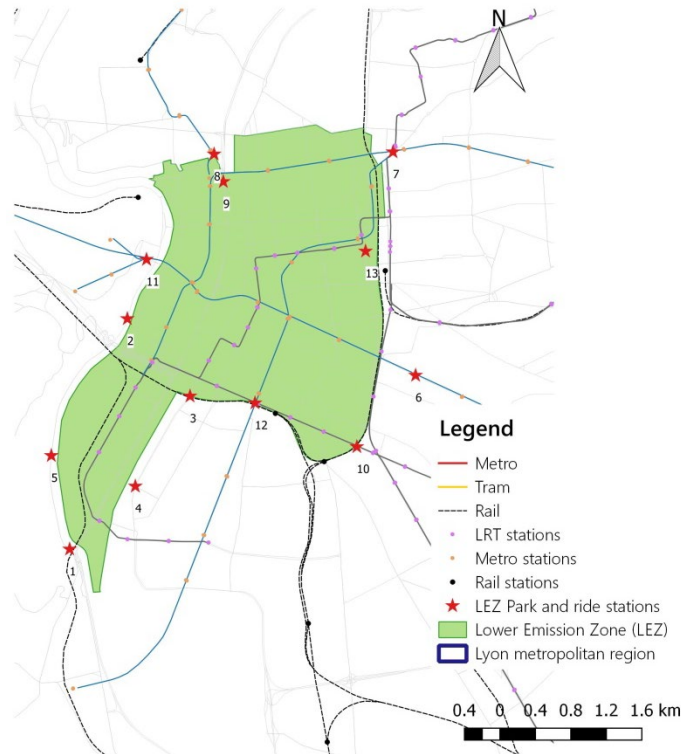 N
7
8
9
13
11
2
6
3
12
10
5
4
1
Legend
Metro
Tram
Rail
LRT stations
Metro stations
Rail stations
LEZ Park and ride stations
Lower Emission Zone (LEZ)
Lyon metropolitan region
0.4 0 0.4 0.8 1.2 1.6 km